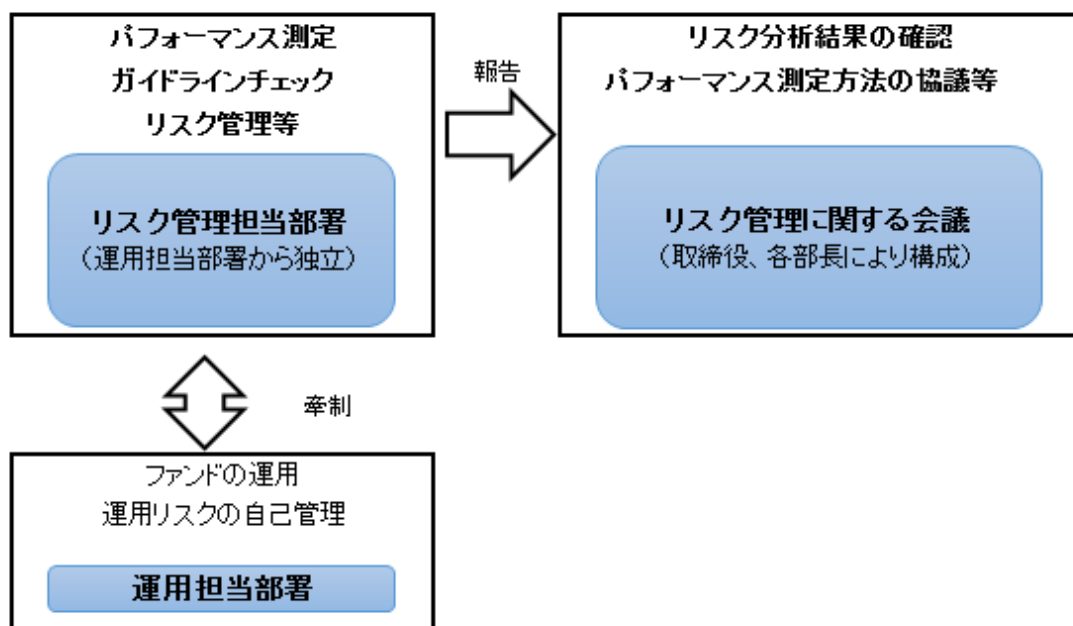 パフォーマンス測定
ガイドラインチェック
リスク管理等
リスク管理担当部署
（運用担当部署から独立）
報告
リスク分析結果の確認
パフォーマンス測定方法の協議等
リスク管理に関する会議
（取締役、各部長により構成）
牽制
ファンドの運用
運用リスクの自己管理
運用担当部署